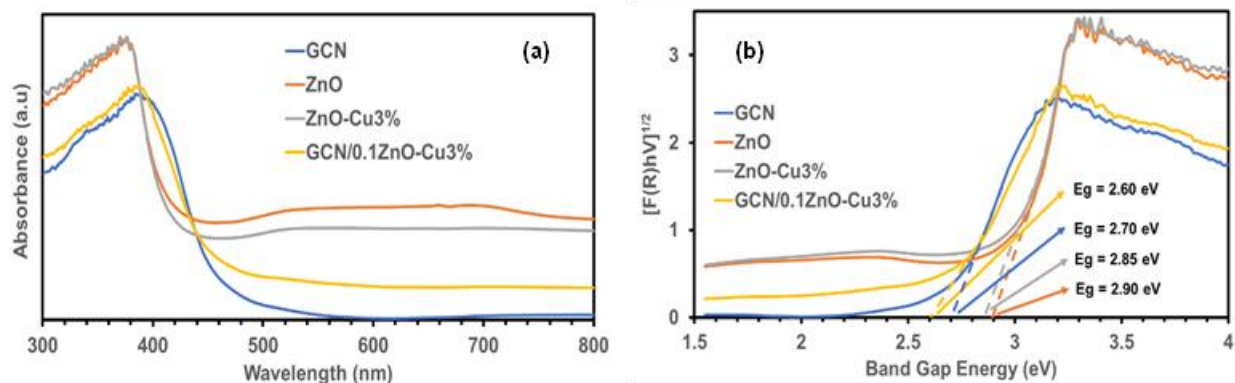 (a)
GCN
ZnO
ZnO-Cu3%
GCN/0.1ZnO-Cu3%
Absorbance (a.u)
300 400 500 600 700 800
Wavelength (nm)
(b)
3
2
1
0
[F(R)hV]1/2
GCN
ZnO
ZnO-Cu3%
GCN/0.1ZnO-Cu3%
Eg = 2.60 eV
Eg = 2.70 eV
Eg = 2.85 eV
Eg = 2.90 eV
1.5 2 2.5 3 3.5 4
Band Gap Energy (eV)